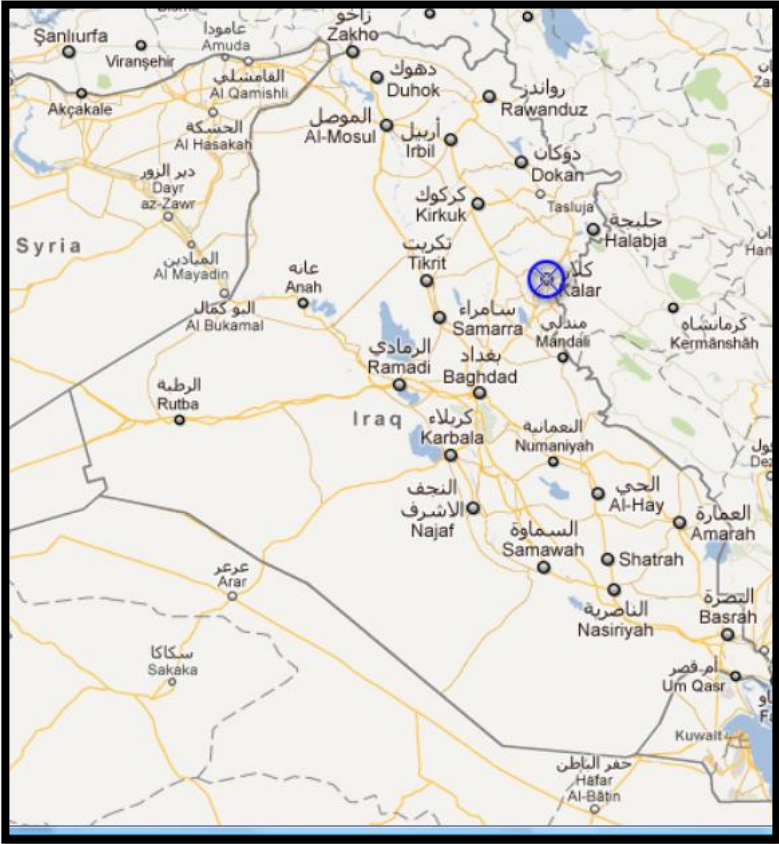 زاخو
Zakho
Şanlıurfa
Viranşehir
عامودا
Amuda
القامشلي
Al Qamishli
دهوك
Duhok
رواندز
Rawanduz
Akçakale
الحسكة
Al Hasakah
الموصل
Al-Mosul
أربيل
Irbil
دوكان
Dokan
دير الزور
Dayr
az-Zawr
كركوك
Kirkuk
Tasluja
حلبجة
Halabja
Syria
الميادين
Al Mayadin
عانه
Anah
تكريت
Tikrit
كلار
Kalar
البو كمال
Al Bukamal
سامراء
Samarra
مندلي
Mandali
كرمانشاه
Kermānshāh
الرمادي
Ramadi
بغداد
Baghdad
الرطبة
Rutba
Iraq
كربلاء
Karbala
النعمانية
Numaniyah
النجف
الاشرف
Najaf
الحي
Al-Hay
العمارة
Amarah
السماوة
Samawah
Shatrah
عرعر
Arar
الناصرية
Nasiriyah
البصرة
Basrah
سكاكا
Sakaka
أم قصر
Um Qasr
Kuwait
حفر الباطن
Hafar
Al-Bātin